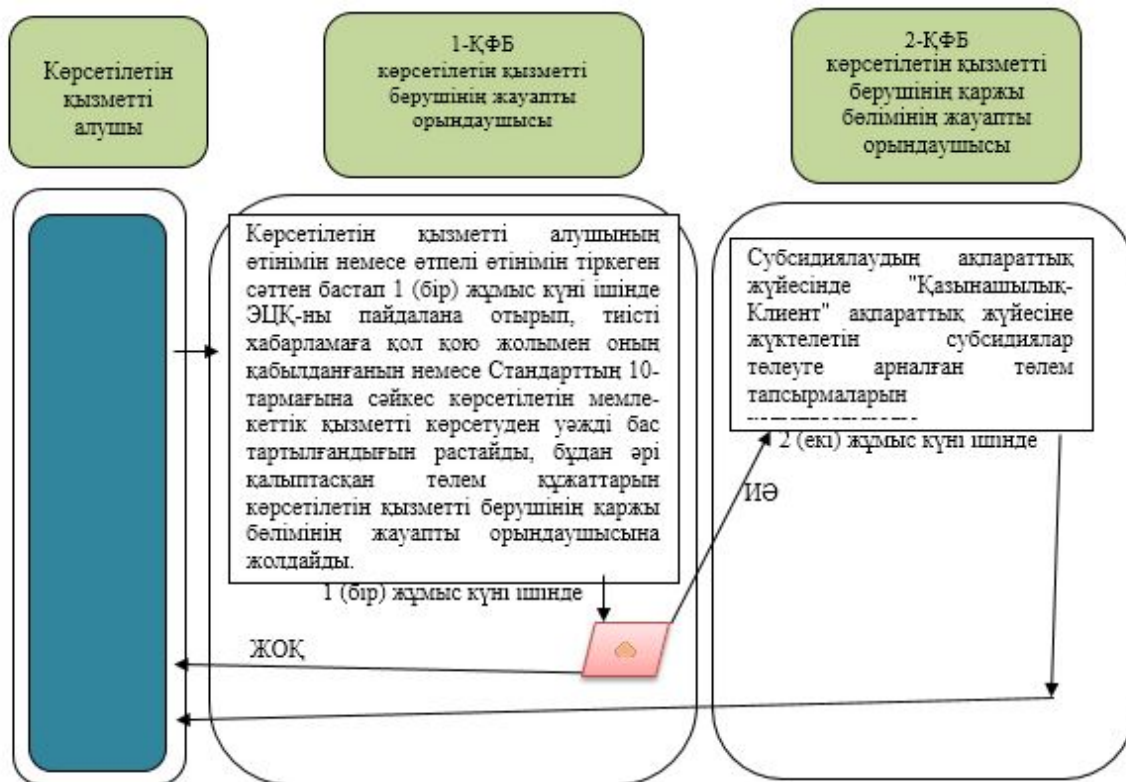 Көрсетілетін
қызметті
алушы
1-ҚФБ
көрсетілетін қызметті
берушінің жауапты
орындаушысы
2-ҚФБ
көрсетілетін қызметті
берушінің қаржы
бөлімінің жауапты
орындаушысы
Көрсетілетін қызметті алушының
өтінімін немесе өтпелі өтінімін тіркеген
сәттен бастап 1 (бір) жұмыс күні ішінде
ЭЦҚ-ны пайдалана отырып, тиісті
хабарламаға қол қою жолымен оның
қабылданғанын немесе Стандарттың 10-
тармағына сәйкес көрсетілетін мемле-
кеттік қызметті көрсетуден уәжді бас
тартылғандығын растайды, бұдан әрі
қалыптасқан төлем құжаттарын
көрсетілетін қызметті берушінің қаржы
бөлімінің жауапты орындаушысына
жолдайды.
1 (бір) жұмыс күні ішінде
Субсидиялаудың ақпараттық
жүйесінде "Қазынашылық-
Клиент" ақпараттық жүйесіне
жүктелетін субсидиялар
төлеуге арналған төлем
тапсырмаларын
2 (екі) жұмыс күні ішінде
ИӘ
ЖОҚ